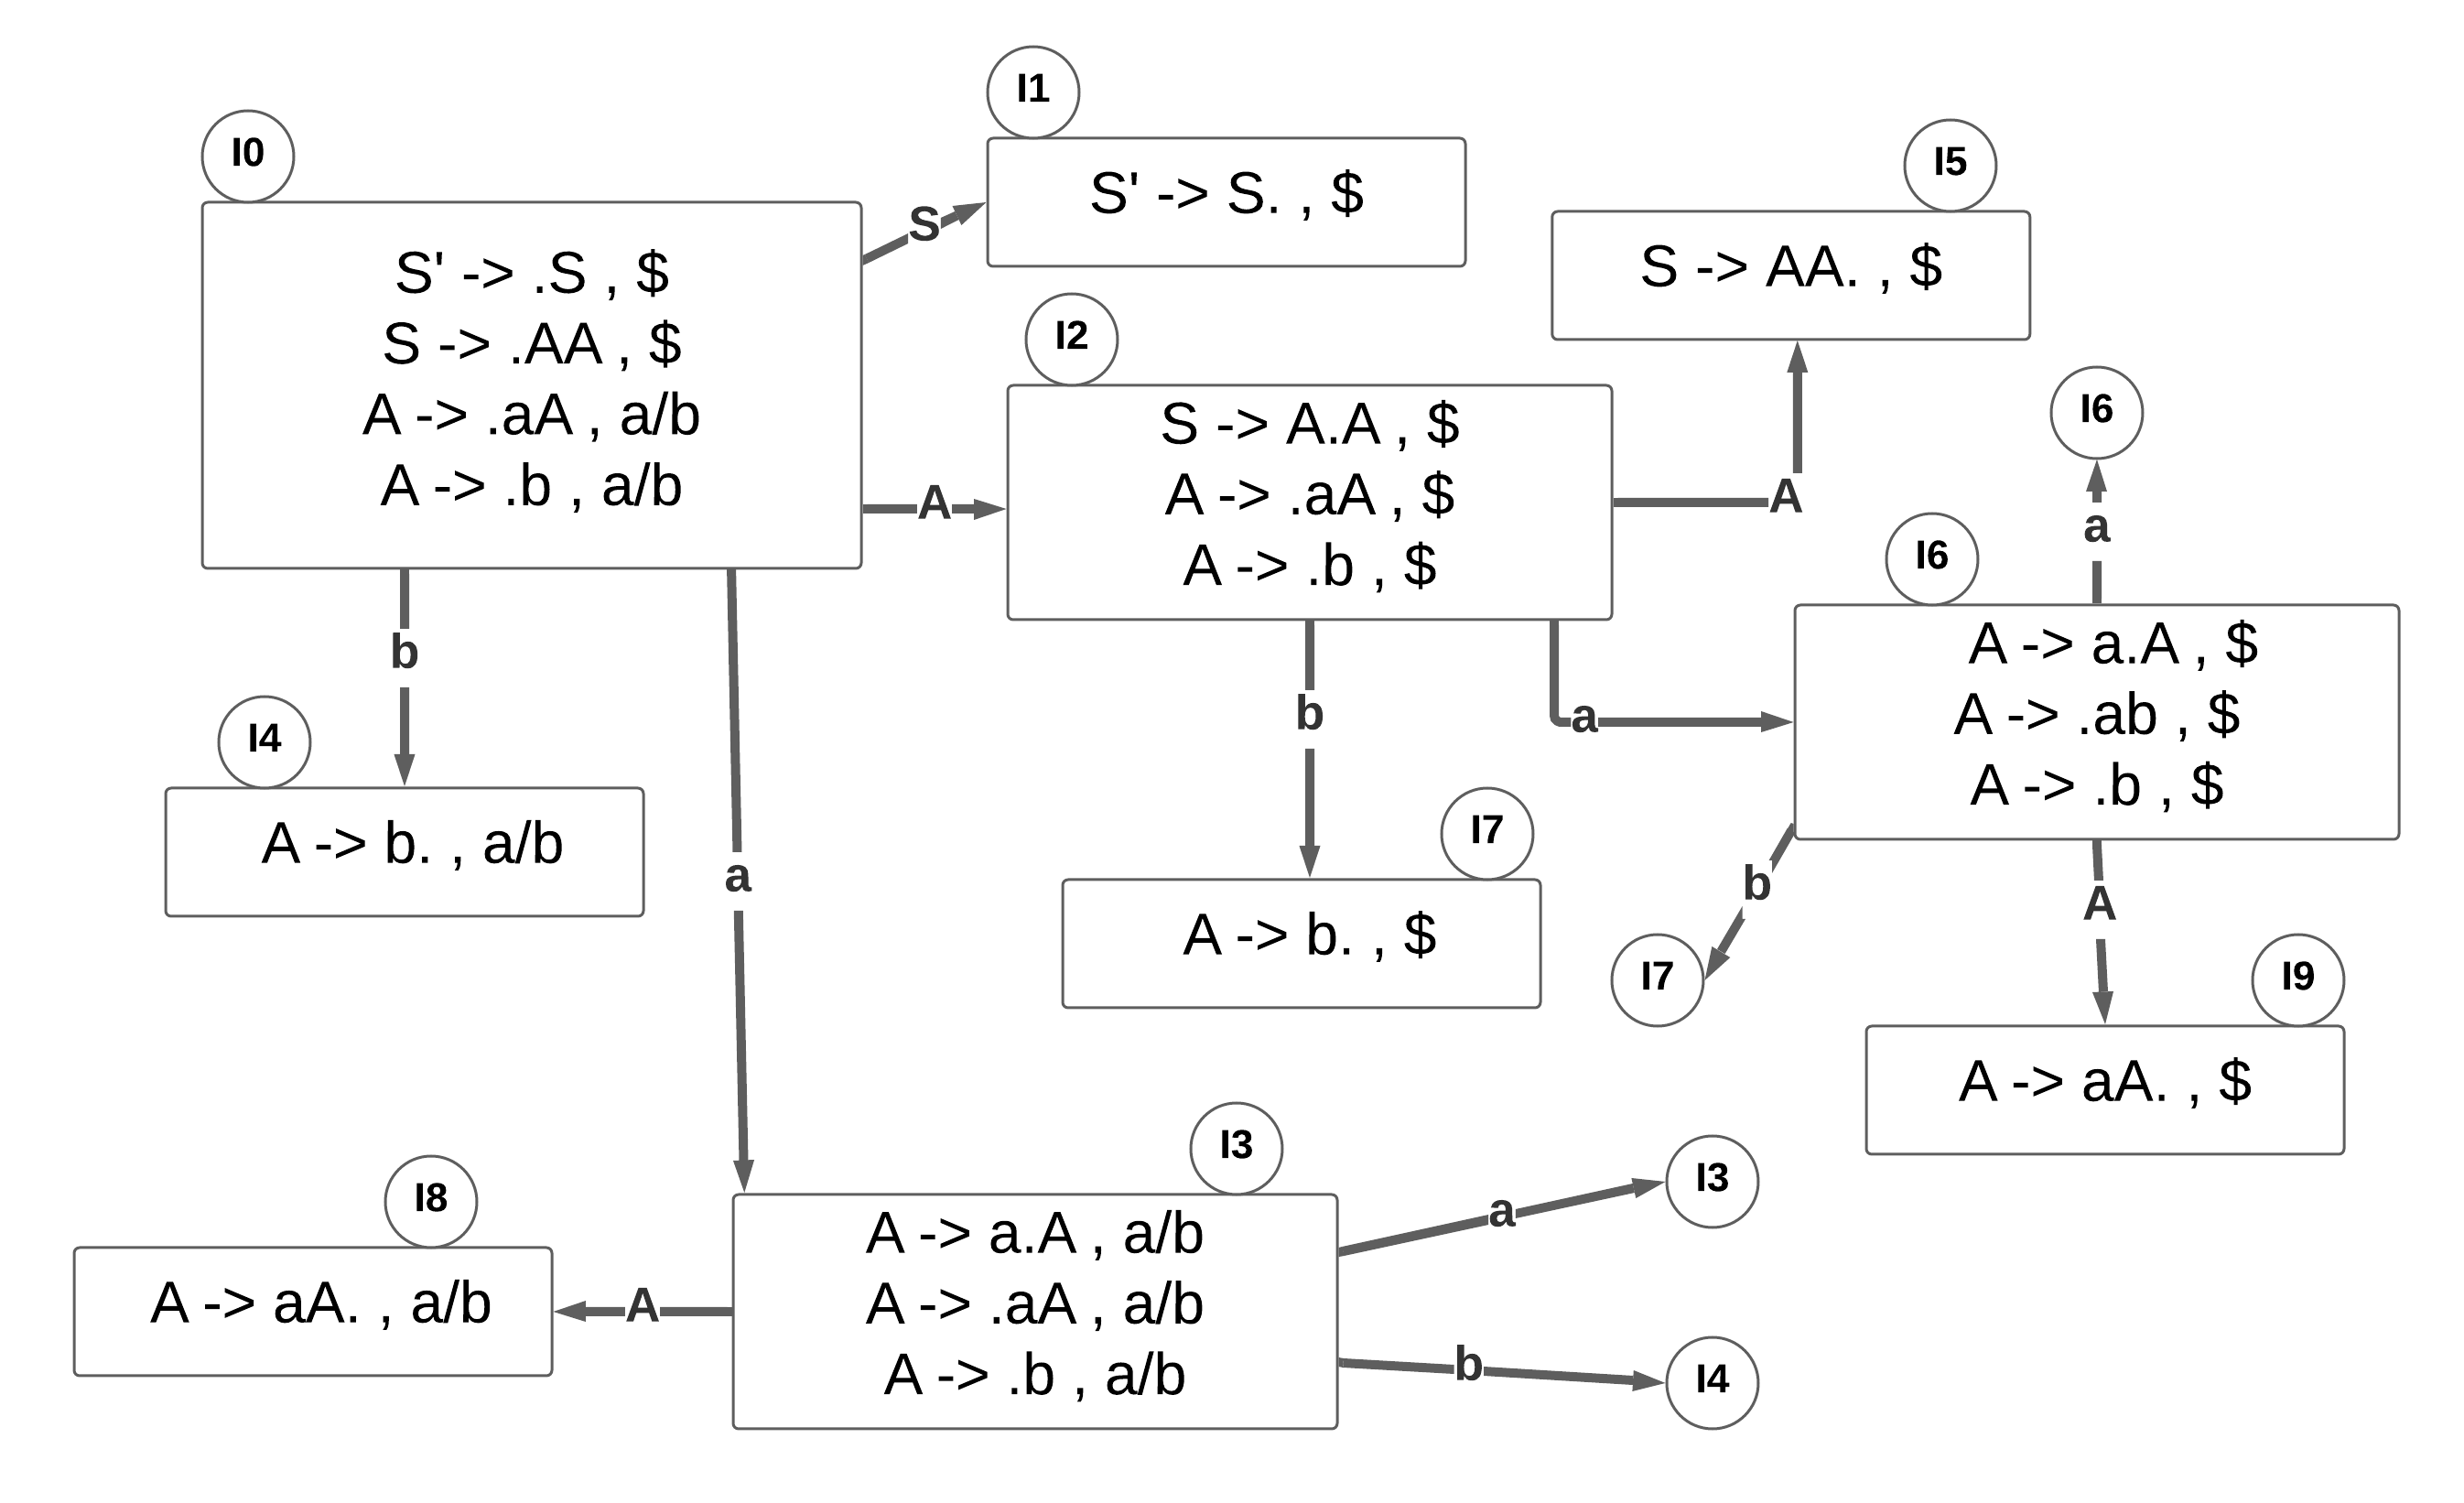 I0
S' -> .S , $
S -> .AA , $
A -> .aA , a/b
A -> .b , a/b
S
I1
S' -> S. , $
A
I2
S -> A.A , $
A -> .aA , $
A -> .b , $
A
I5
S -> AA. , $
b
I4
A -> b. , a/b
a
b
I7
A -> b. , $
a
I6
A -> a.A , $
A -> .ab , $
A -> .b , $
a
I6
b
I7
A
I9
A -> aA. , $
I3
A -> a.A , a/b
A -> .aA , a/b
A -> .b , a/b
A
I8
A -> aA. , a/b
a
I3
b
I4